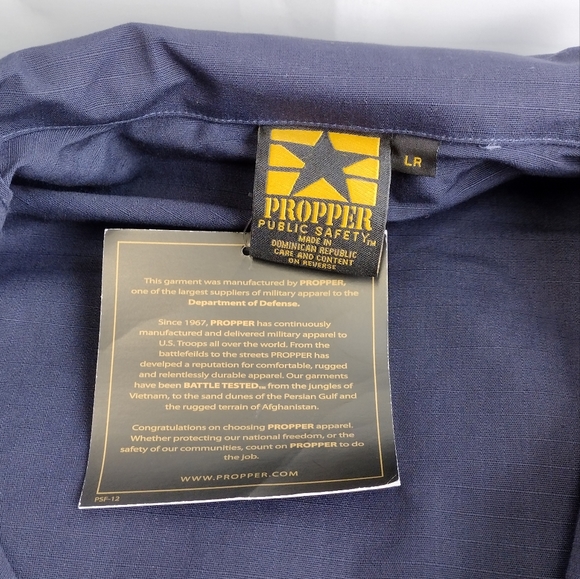 PROPPER
PUBLIC SAFETY™
MADE IN
DOMINICAN REPUBLIC
CARE AND CONTENT
ON REVERSE
LR
This garment was manufactured by PROPPER,
one of the largest suppliers of military apparel to the
Department of Defense.
Since 1967, PROPPER has continuously
manufactured and delivered military apparel to
U.S. Troops all over the world. From the
battlefeilds to the streets PROPPER has
develped a reputation for comfortable, rugged
and relentlessly durable apparel. Our garments
have been BATTLE TESTED™ from the jungles of
Vietnam, to the sand dunes of the Persian Gulf and
the rugged terrain of Afghanistan.
Congratulations on choosing PROPPER apparel.
Whether protecting our national freedom, or the
safety of our communities, count on PROPPER to do
the job.
WWW.PROPPER.COM
PSF-12